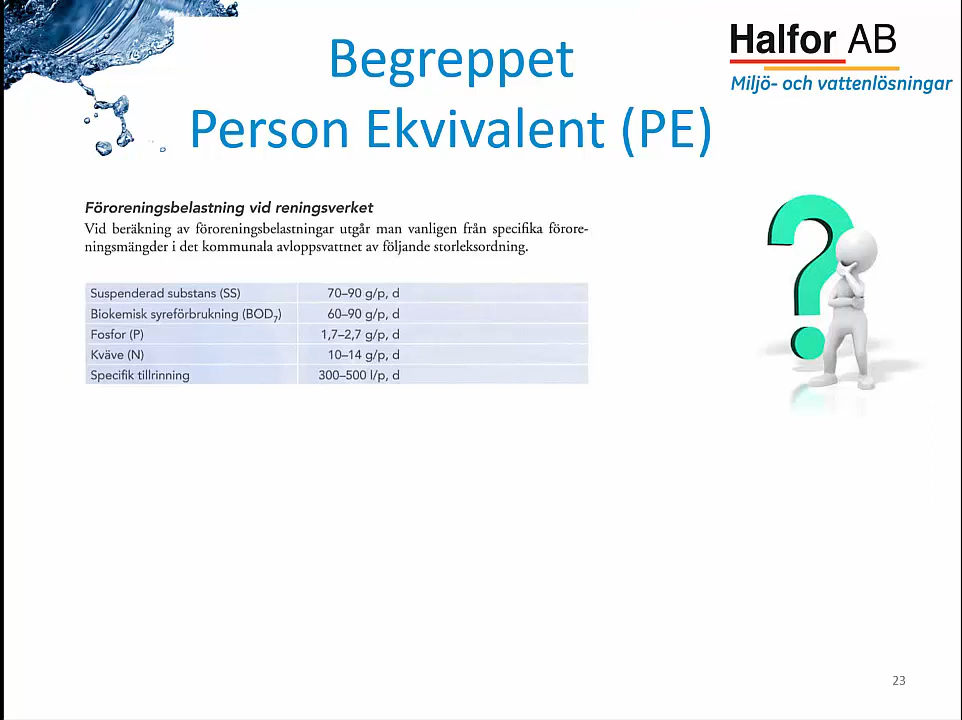 Begreppet
Person Ekvivalent (PE)
Halfor AB
Miljö- och vattenlösningar
Föroreningsbelastning vid reningsverket
Vid beräkning av föroreningsbelastningar utgår man vanligen från specifika förore-
ningsmängder i det kommunala avloppsvattnet av följande storleksordning.
Suspenderad substans (SS) 70–90 g/p, d
Biokemisk syreförbrukning (BOD₇) 60–90 g/p, d
Fosfor (P) 1,7–2,7 g/p, d
Kväve (N) 10–14 g/p, d
Specifik tillrinning 300–500 l/p, d
23